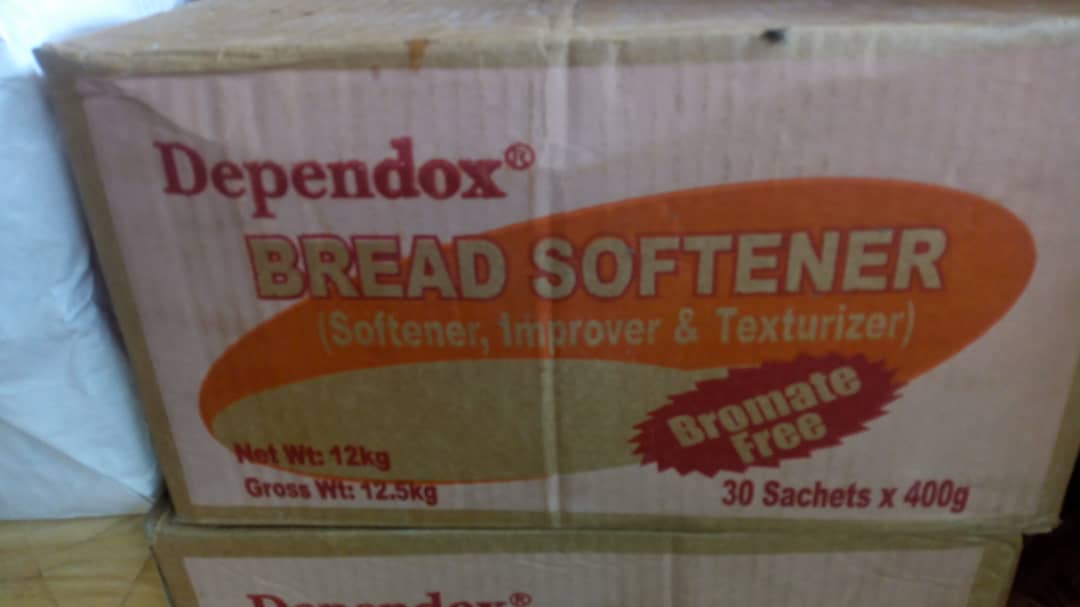 Dependox®
BREAD SOFTENER
(Softener, Improver & Texturizer)
Bromate
Free
Net Wt: 12kg
Gross Wt: 12.5kg
30 Sachets x 400g
Dependox®